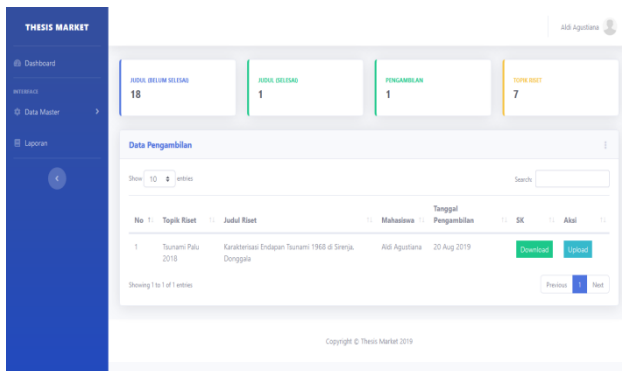 THESIS MARKET
Aldi Agustiana
Dashboard
INTERFACE
Data Master
Laporan
JUDUL (BELUM SELESAI)
18
JUDUL (SELESAI)
1
PENGAMBILAN
1
TOPIK RISET
7
Data Pengambilan
Show 10 entries
Search:
No Topik Riset Judul Riset Mahasiswa Tanggal Pengambilan SK Aksi
1 Tsunami Palu 2018 Karakterisasi Endapan Tsunami 1968 di Sirenja, Donggala Aldi Agustiana 20 Aug 2019 Download Upload
Showing 1 to 1 of 1 entries
Previous 1 Next
Copyright © Thesis Market 2019